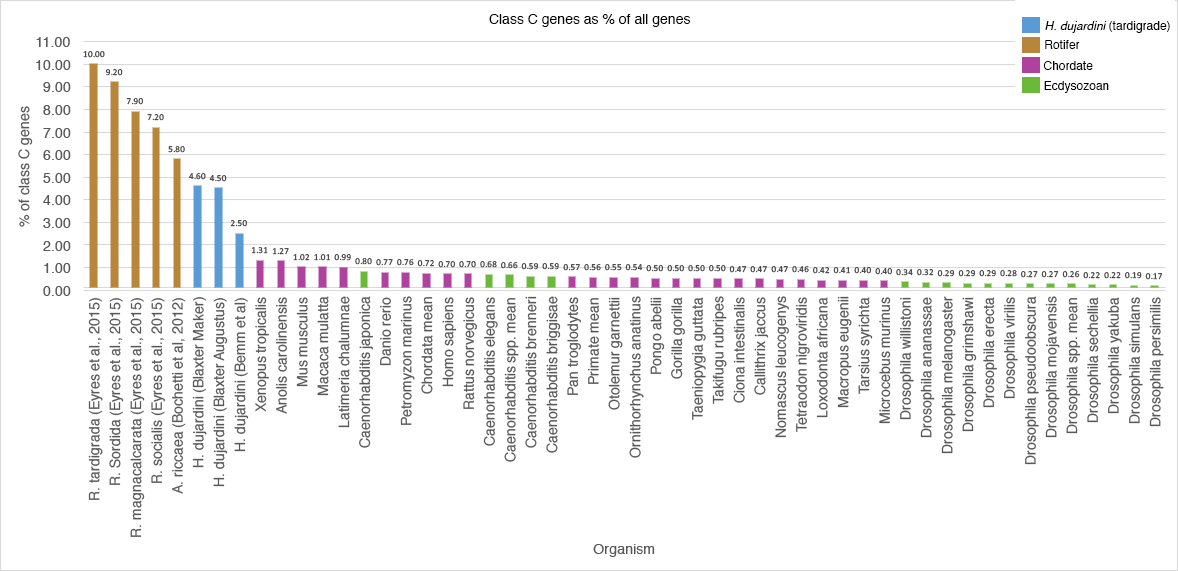 Class C genes as % of all genes
H. dujardini (tardigrade)
Rotifer
Chordate
Ecdysozoan
% of class C genes
11.00
10.00
9.00
8.00
7.00
6.00
5.00
4.00
3.00
2.00
1.00
0.00
10.00
9.20
7.90
7.20
5.80
4.60
4.50
2.50
1.31
1.27
1.02
1.01
0.99
0.80
0.77
0.76
0.72
0.70
0.70
0.68
0.66
0.59
0.59
0.57
0.56
0.55
0.54
0.50
0.50
0.50
0.50
0.47
0.47
0.47
0.46
0.42
0.41
0.40
0.40
0.34
0.32
0.29
0.29
0.29
0.28
0.27
0.27
0.26
0.22
0.22
0.19
0.17
R. tardigrada (Eyres et al., 2015)
R. Sordida (Eyres et al., 2015)
R. magnacalcarata (Eyres et al., 2015)
R. socialis (Eyres et al., 2015)
A. riccaea (Bochetti et al, 2012)
H. dujardini (Blaxter Maker)
H. dujardini (Blaxter Augustus)
H. dujardini (Bemm et al)
Xenopus tropicalis
Anolis carolinensis
Mus musculus
Macaca mulatta
Latimeria chalumnae
Caenorhabditis japonica
Danio rerio
Petromyzon marinus
Chordata mean
Homo sapiens
Rattus norvegicus
Caenorhabditis elegans
Caenorhabditis spp. mean
Caenorhabditis brenneri
Caenorhabditis briggisae
Pan troglodytes
Primate mean
Otolemur garnettii
Ornithorhynchus anatinus
Pongo abelli
Gorilla gorilla
Taeniopygia guttata
Takifugu rubripes
Ciona intestinalis
Callithrix jaccus
Nomascus leucogenys
Tetraodon nigroviridis
Loxodonta africana
Macropus eugenii
Tarsius syrichta
Microcebus murinus
Drosophila willistoni
Drosophila ananassae
Drosophila melanogaster
Drosophila grimshawi
Drosophila erecta
Drosophila virilis
Drosophila pseudoobscura
Drosophila mojavensis
Drosophila spp. mean
Drosophila sechellia
Drosophila yakuba
Drosophila simulans
Drosophila persimilis
Organism